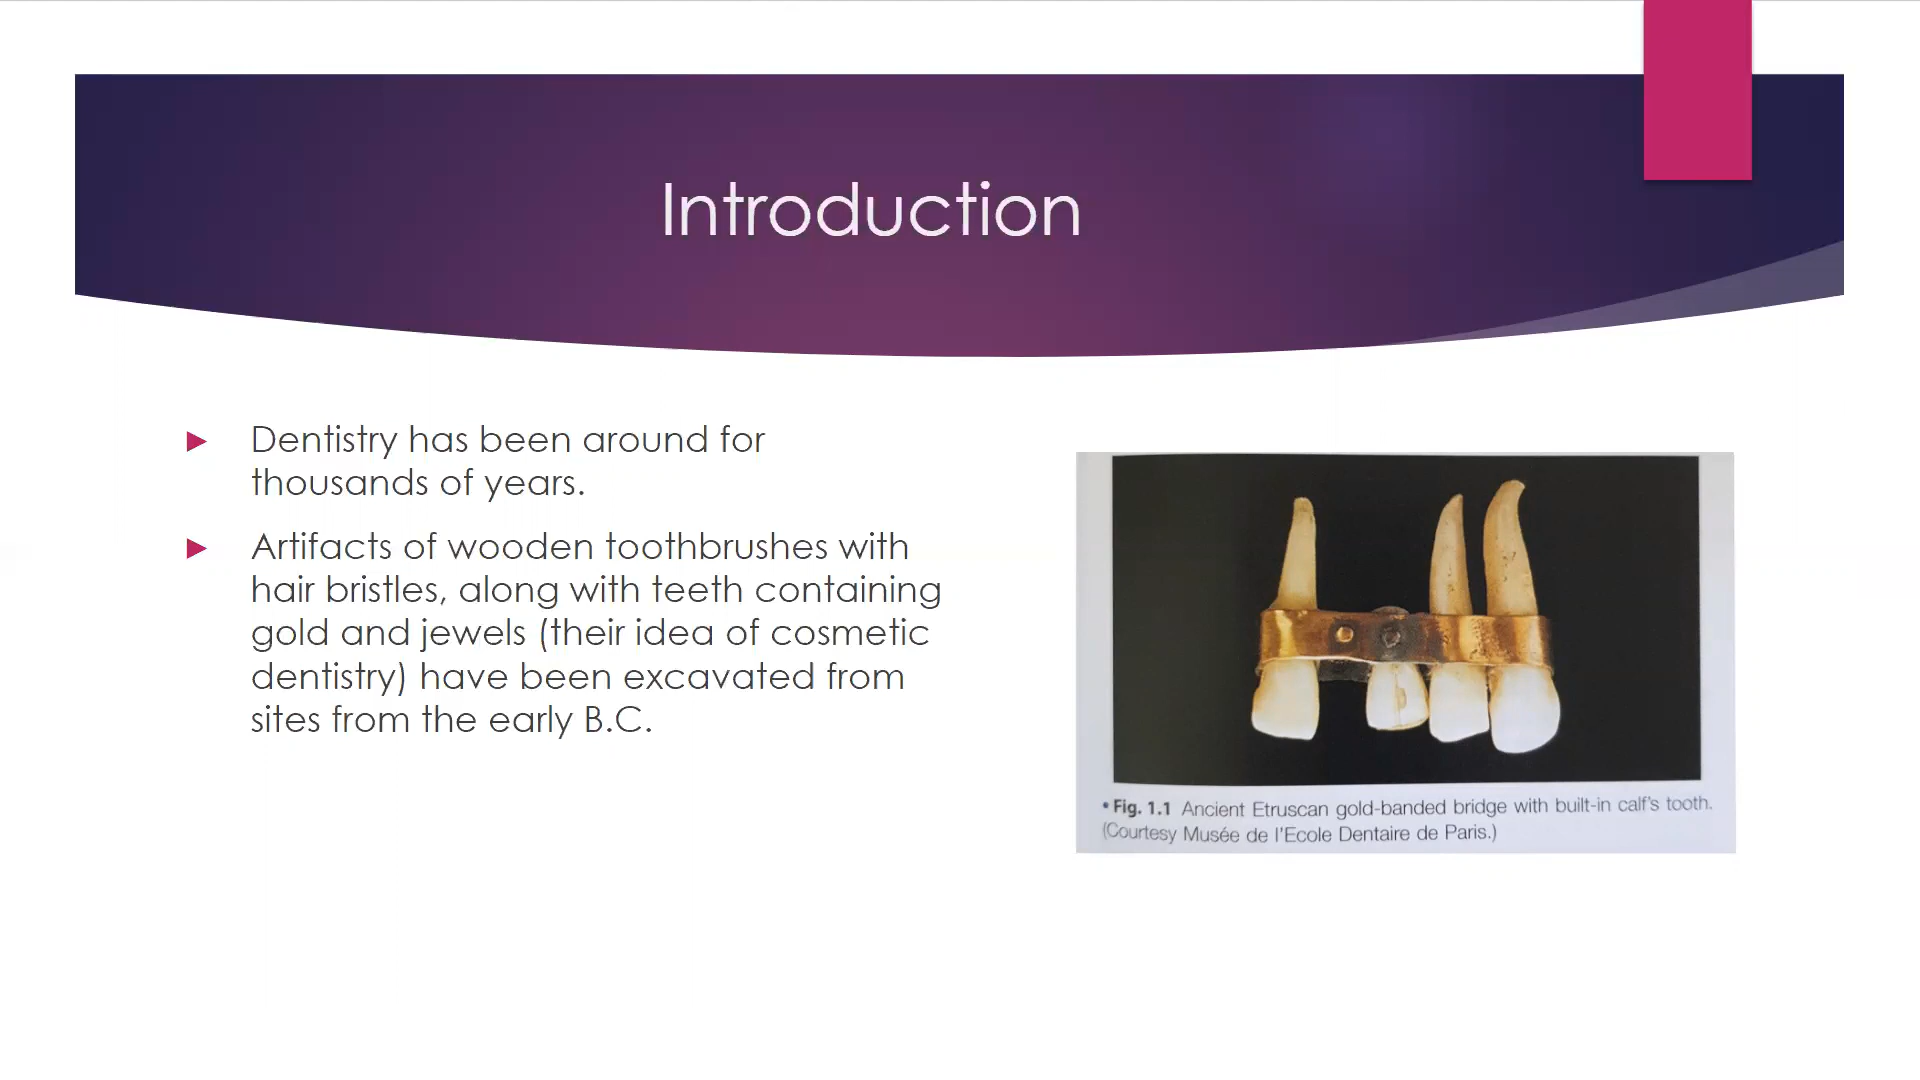 Introduction
Dentistry has been around for
thousands of years.
Artifacts of wooden toothbrushes with
hair bristles, along with teeth containing
gold and jewels (their idea of cosmetic
dentistry) have been excavated from
sites from the early B.C.
• Fig. 1.1 Ancient Etruscan gold-banded bridge with built-in calf's tooth.
(Courtesy Musée de l'Ecole Dentaire de Paris.)